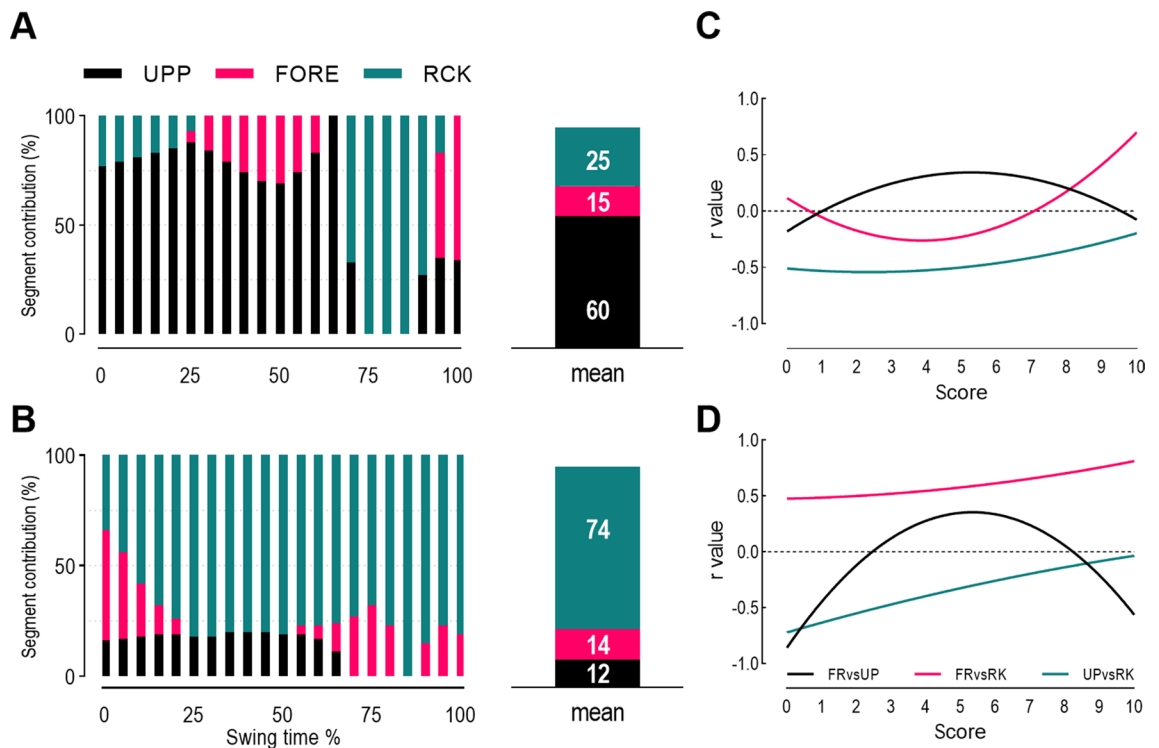 A
UPP FORE RCK
Segment contribution (%)
100
50
0
0 25 50 75 100
25
15
60
mean
C
r value
1.0
0.5
0.0
-0.5
-1.0
0 1 2 3 4 5 6 7 8 9 10
Score
B
Segment contribution (%)
100
50
0
0 25 50 75 100
Swing time %
74
14
12
mean
D
r value
1.0
0.5
0.0
-0.5
-1.0
FRvsUP FRvsRK UPvsRK
0 1 2 3 4 5 6 7 8 9 10
Score